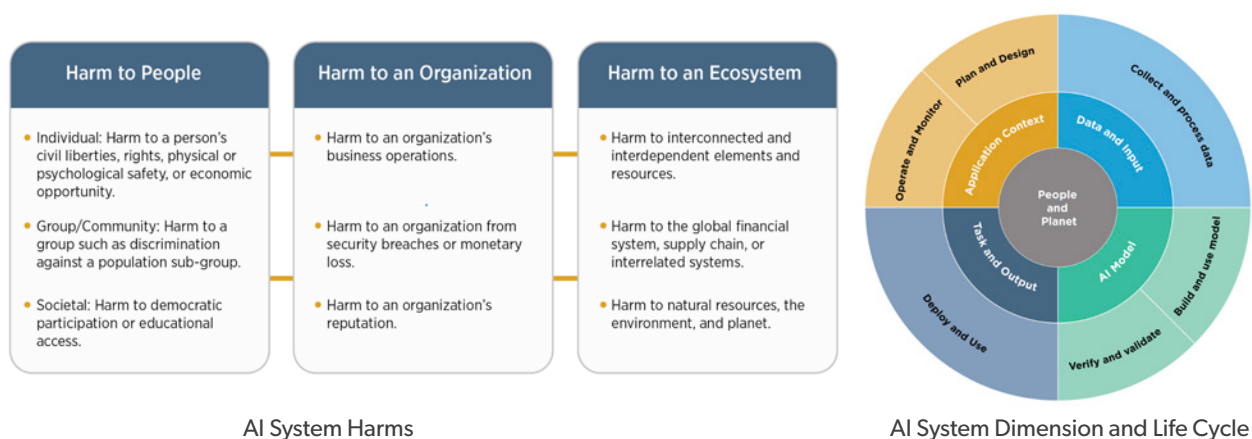 Harm to People
Individual: Harm to a person's
civil liberties, rights, physical or
psychological safety, or economic
opportunity.
Group/Community: Harm to a
group such as discrimination
against a population sub-group.
Societal: Harm to democratic
participation or educational
access.
Harm to an Organization
Harm to an organization's
business operations.
Harm to an organization from
security breaches or monetary
loss.
Harm to an organization's
reputation.
Harm to an Ecosystem
Harm to interconnected and
interdependent elements and
resources.
Harm to the global financial
system, supply chain, or
interrelated systems.
Harm to natural resources, the
environment, and planet.
AI System Harms
Plan and Design
Collect and process data
Operate and Monitor
Application Context
Data and Input
People
and
Planet
Task and Output
AI Model
Build and use model
Deploy and Use
Verify and validate
AI System Dimension and Life Cycle